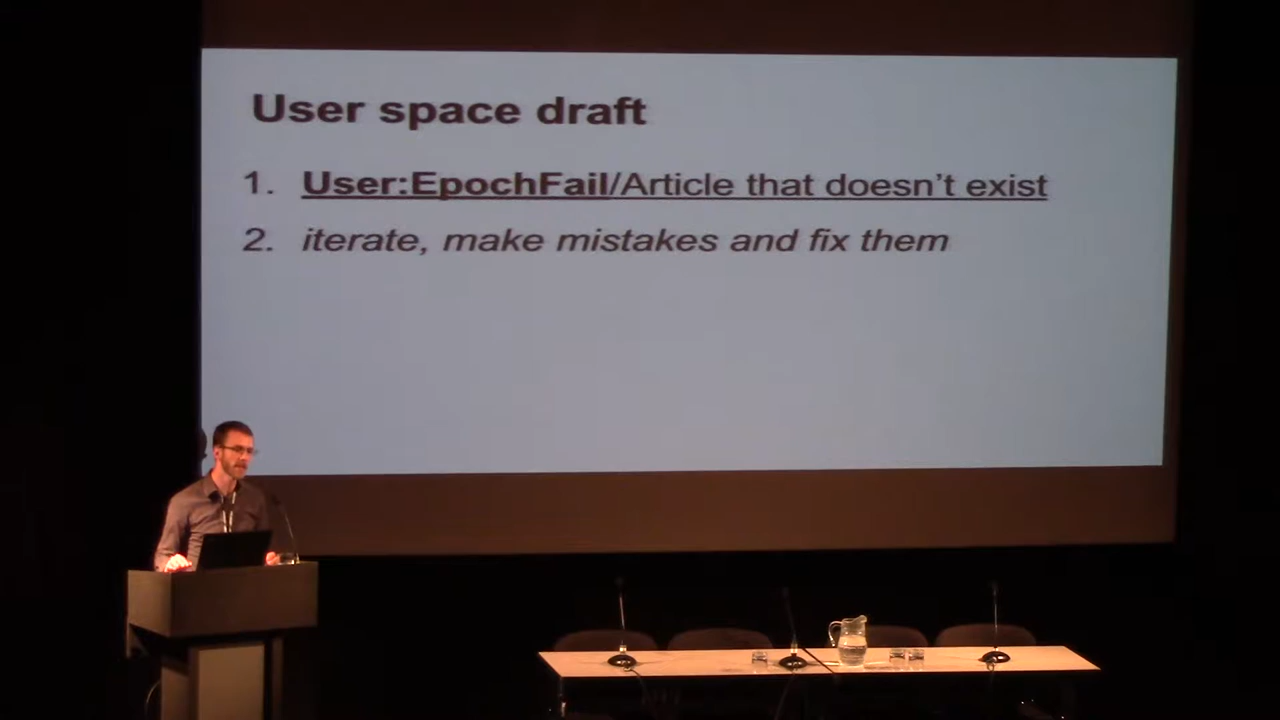 User space draft
1. User:EpochFail/Article that doesn't exist
2. iterate, make mistakes and fix them